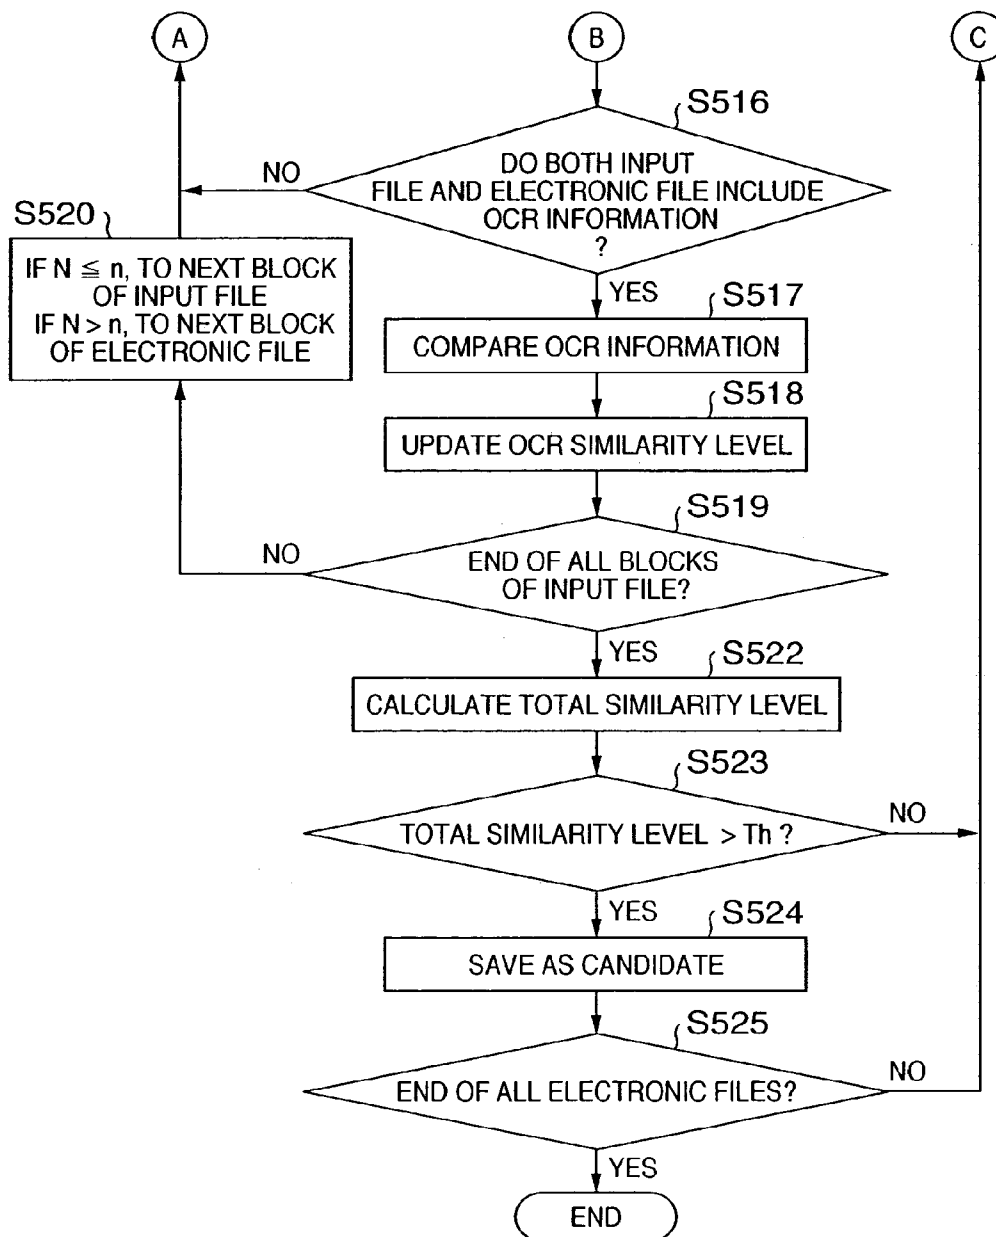 A
B
C
S516
DO BOTH INPUT
FILE AND ELECTRONIC FILE INCLUDE
OCR INFORMATION
?
NO
YES
S520
IF N ≦ n, TO NEXT BLOCK
OF INPUT FILE
IF N > n, TO NEXT BLOCK
OF ELECTRONIC FILE
S517
COMPARE OCR INFORMATION
S518
UPDATE OCR SIMILARITY LEVEL
S519
END OF ALL BLOCKS
OF INPUT FILE?
NO
YES
S522
CALCULATE TOTAL SIMILARITY LEVEL
S523
TOTAL SIMILARITY LEVEL > Th ?
NO
YES
S524
SAVE AS CANDIDATE
S525
END OF ALL ELECTRONIC FILES?
NO
YES
END